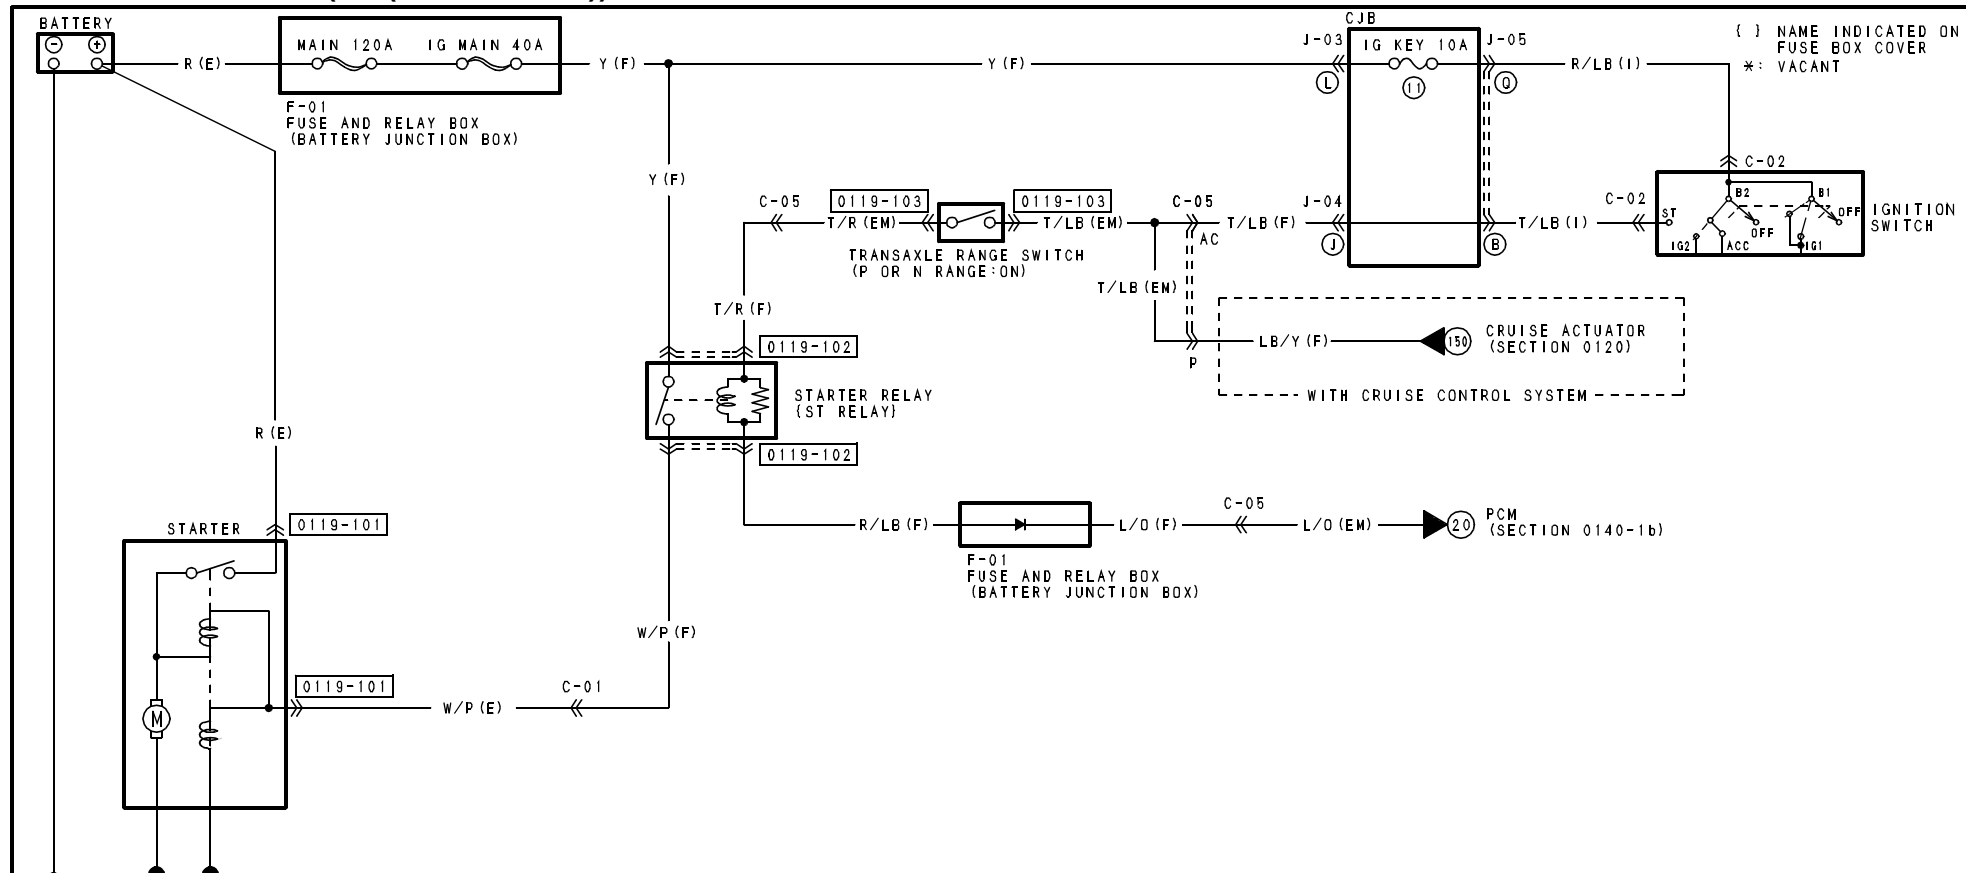 BATTERY
- +
R(E)
MAIN 120A IG MAIN 40A
F-01
FUSE AND RELAY BOX
(BATTERY JUNCTION BOX)
Y(F)
Y(F)
CJB
J-03
IG KEY 10A
J-05
L
11
Q
R/LB(I)
{ } NAME INDICATED ON
FUSE BOX COVER
*: VACANT
C-02
Y(F)
C-05
0119-103
T/R(EM)
0119-103
T/LB(EM)
TRANSAXLE RANGE SWITCH
(P OR N RANGE:ON)
C-05
AC
T/LB(F)
J-04
J
B
T/LB(I)
C-02
ST
B2
B1
OFF
OFF
IG2
ACC
IG1
IGNITION
SWITCH
T/LB(EM)
T/R(F)
P
LB/Y(F)
150
CRUISE ACTUATOR
(SECTION 0120)
WITH CRUISE CONTROL SYSTEM
0119-102
STARTER RELAY
{ST RELAY}
0119-102
R(E)
STARTER
0119-101
R/LB(F)
F-01
FUSE AND RELAY BOX
(BATTERY JUNCTION BOX)
L/O(F)
C-05
L/O(EM)
20
PCM
(SECTION 0140-1b)
W/P(F)
0119-101
W/P(E)
C-01
M